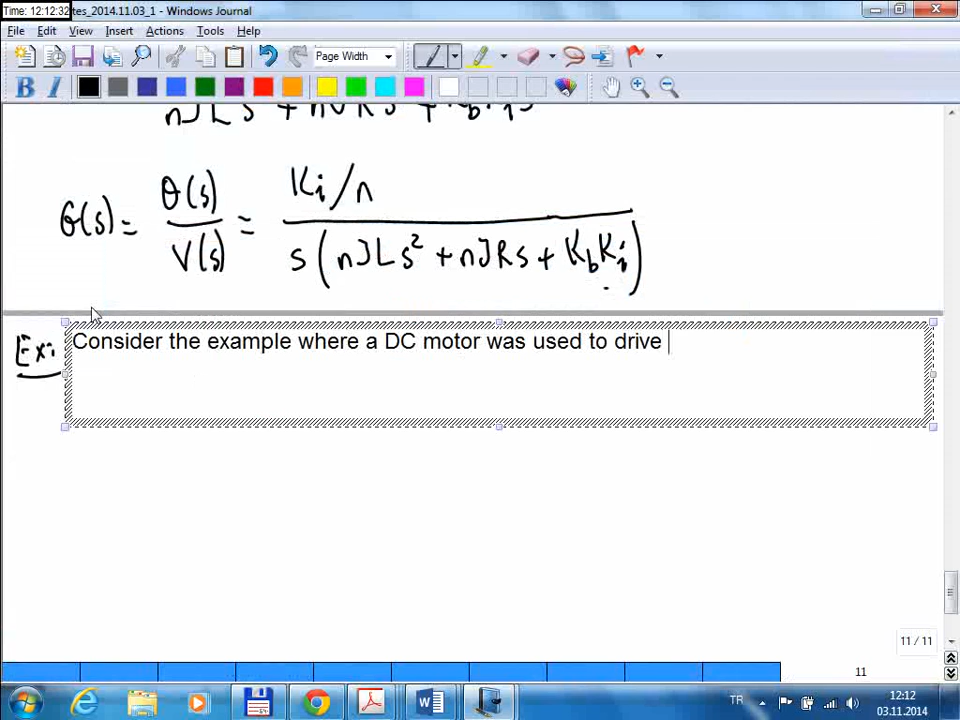 Time: 12:12:32
tes_2014.11.03_1 - Windows Journal
File Edit View Insert Actions Tools Help
Page Width
B I
G(s) = θ(s) / V(s) = Ki/n / s(nJLs² + nJRs + KbKi)
Ex:
Consider the example where a DC motor was used to drive
11 / 11
11
TR
12:12
03.11.2014